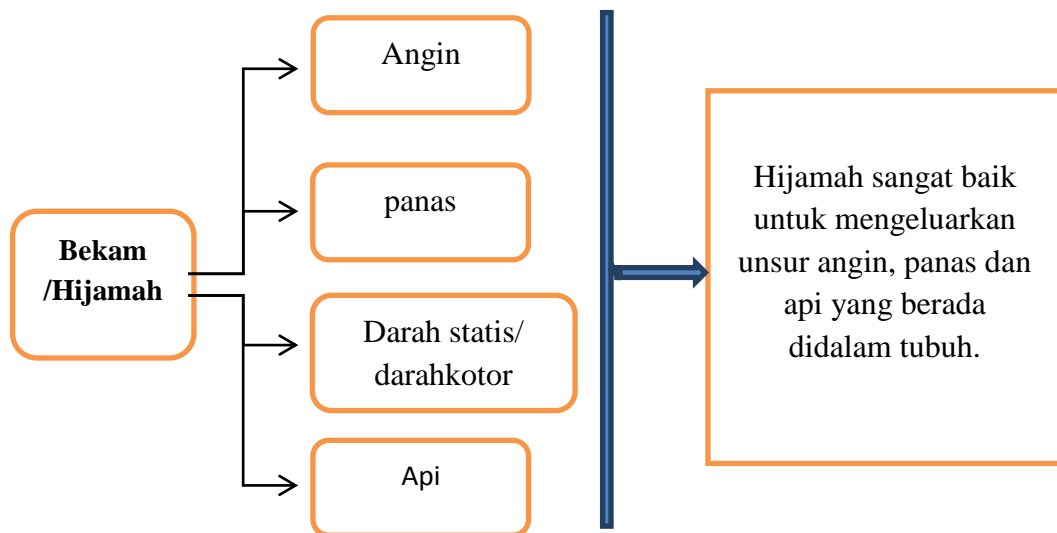 Bekam
/Hijamah
Angin
panas
Darah statis/
darahkotor
Api
Hijamah sangat baik
untuk mengeluarkan
unsur angin, panas dan
api yang berada
didalam tubuh.